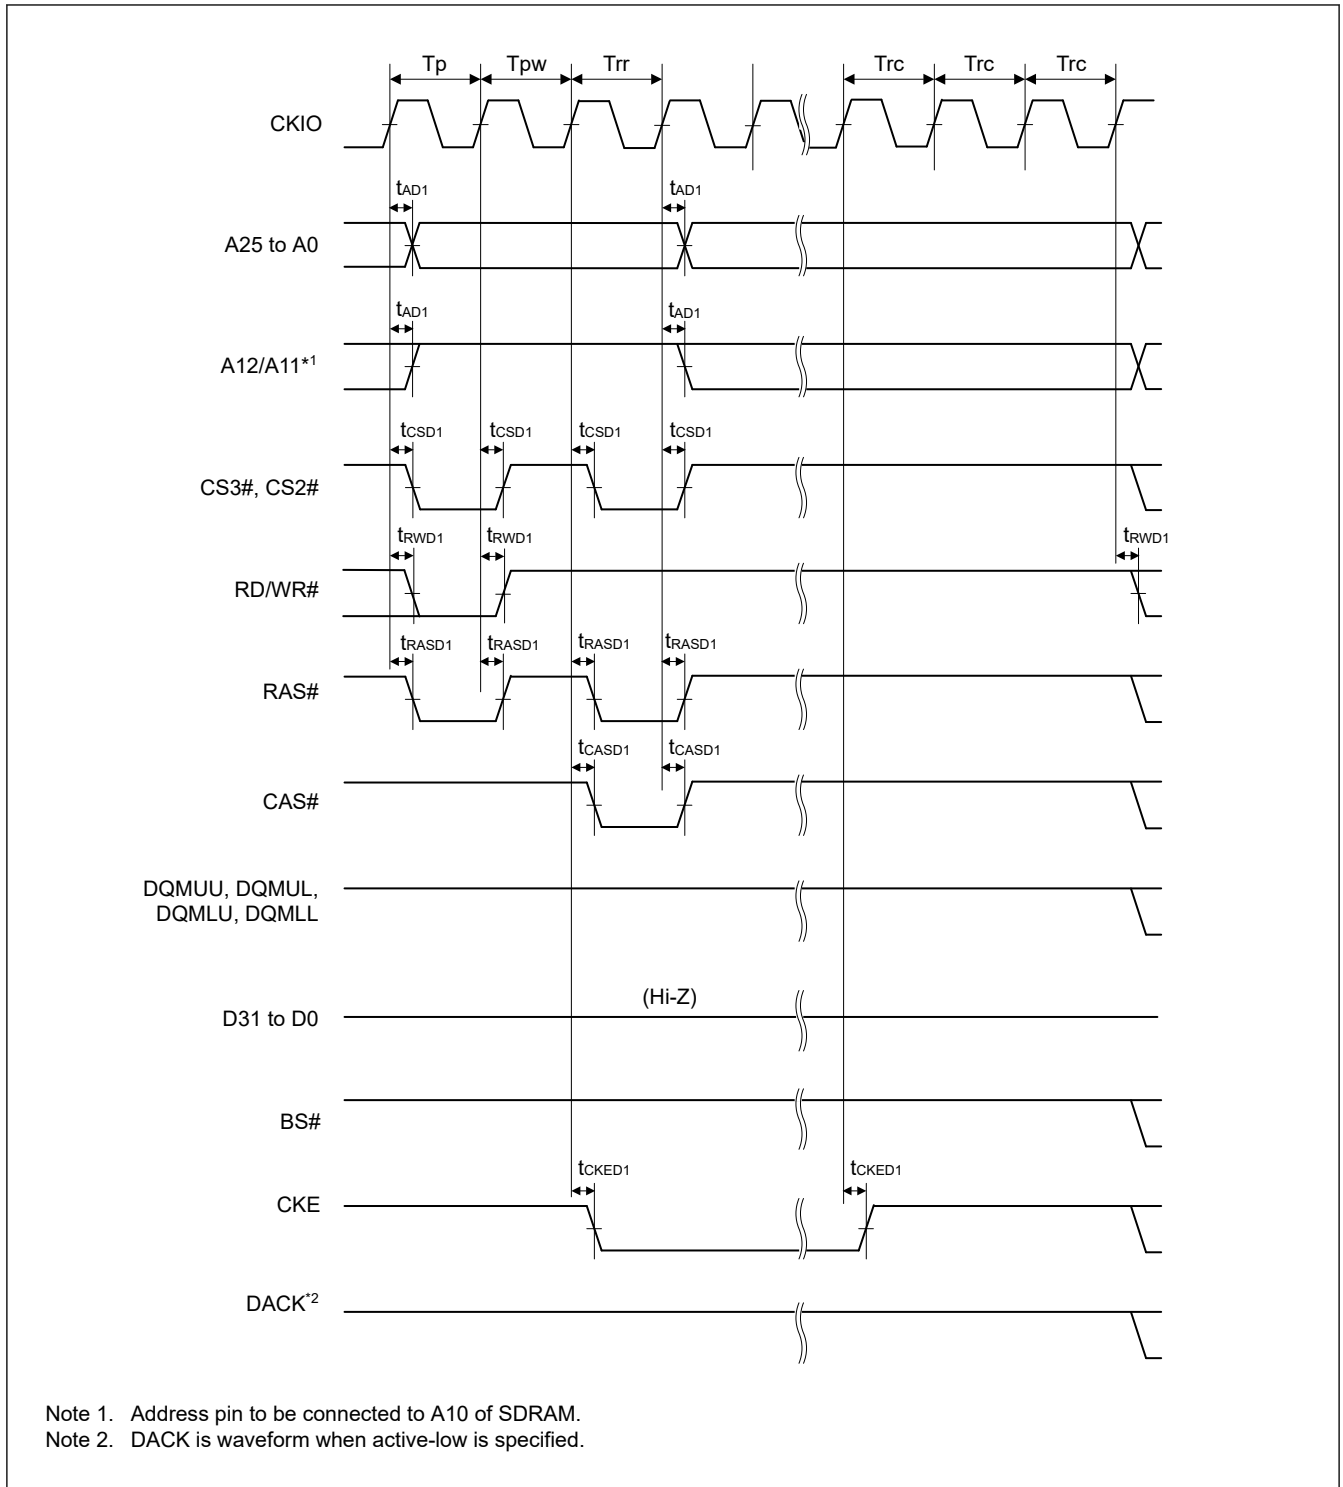 Tp Tpw Trr Trc Trc Trc
CKIO
tAD1 tAD1
A25 to A0
tAD1 tAD1
A12/A11*1
tCSD1 tCSD1 tCSD1 tCSD1
CS3#, CS2#
tRWD1 tRWD1 tRWD1
RD/WR#
tRASD1 tRASD1 tRASD1 tRASD1
RAS#
tCASD1 tCASD1
CAS#
DQMUU, DQMUL,
DQMLU, DQMLL
(Hi-Z)
D31 to D0
BS#
tCKED1 tCKED1
CKE
DACK*2
Note 1. Address pin to be connected to A10 of SDRAM.
Note 2. DACK is waveform when active-low is specified.